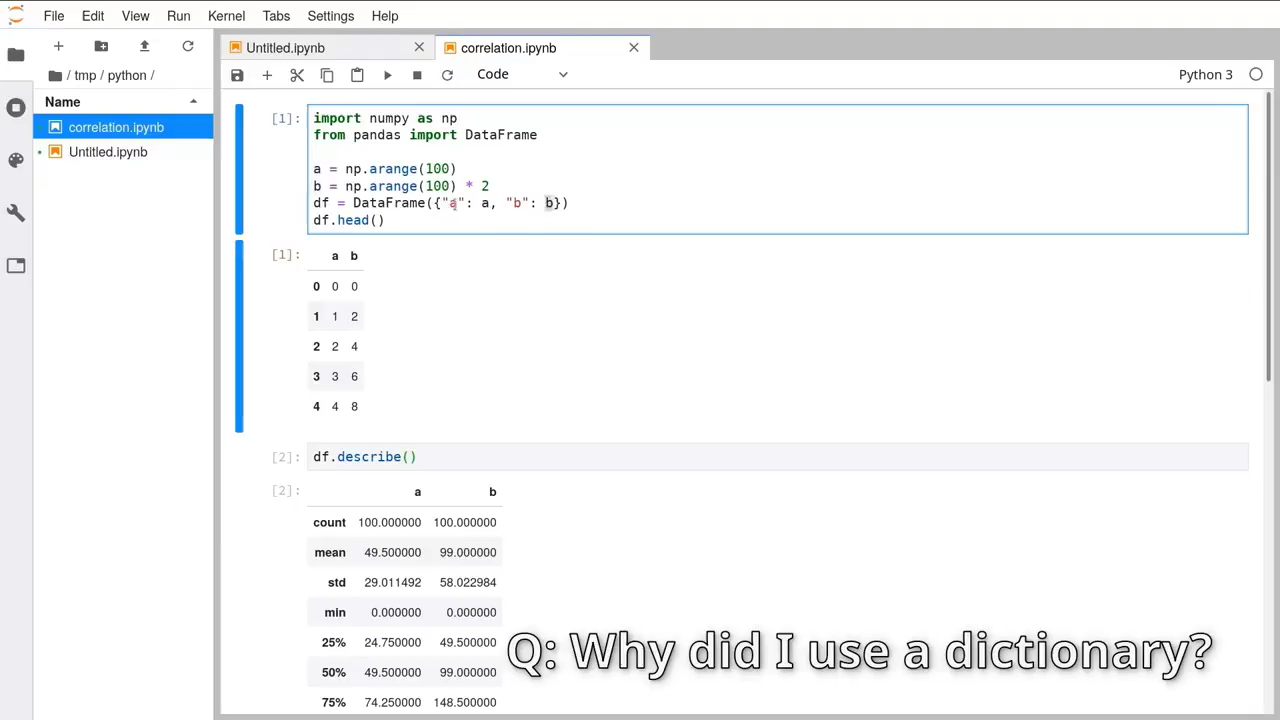 File Edit View Run Kernel Tabs Settings Help
Untitled.ipynb
correlation.ipynb
/ tmp / python /
Code
Python 3
Name
correlation.ipynb
Untitled.ipynb
[1]:
import numpy as np
from pandas import DataFrame
a = np.arange(100)
b = np.arange(100) * 2
df = DataFrame({"a": a, "b": b})
df.head()
[1]:
a b
0 0 0
1 1 2
2 2 4
3 3 6
4 4 8
[2]:
df.describe()
[2]:
a b
count 100.000000 100.000000
mean 49.500000 99.000000
std 29.011492 58.022984
min 0.000000 0.000000
25% 24.750000 49.500000
50% 49.500000 99.000000
75% 74.250000 148.500000
Q: Why did I use a dictionary?